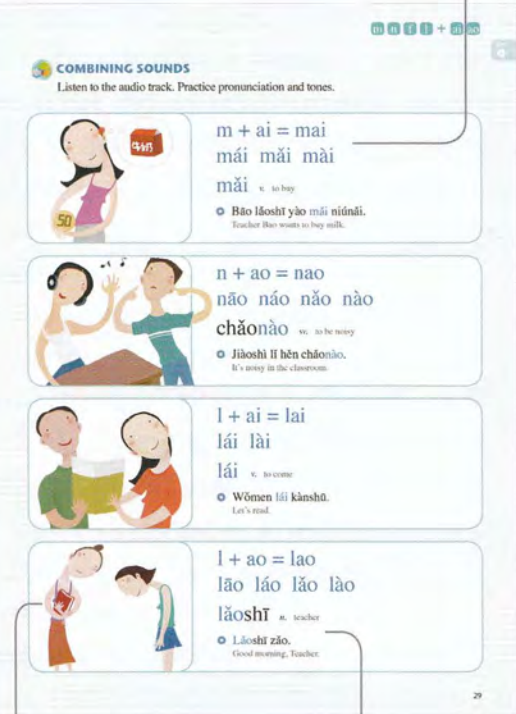 m n f l + ai ao
COMBINING SOUNDS
Listen to the audio track. Practice pronunciation and tones.
m + ai = mai
mái mǎi mài
mǎi v. to buy
Bāo lǎoshī yào mǎi niúnǎi.
Teacher Bao wants to buy milk.
50
n + ao = nao
nāo náo nǎo nào
chǎonào sv. to be noisy
Jiàoshì lǐ hěn chǎonào.
It's noisy in the classroom.
l + ai = lai
lái lài
lái v. to come
Wǒmen lái kànshū.
Let's read.
l + ao = lao
lāo láo lǎo lào
lǎoshī n. teacher
Lǎoshī zǎo.
Good morning, Teacher.
29